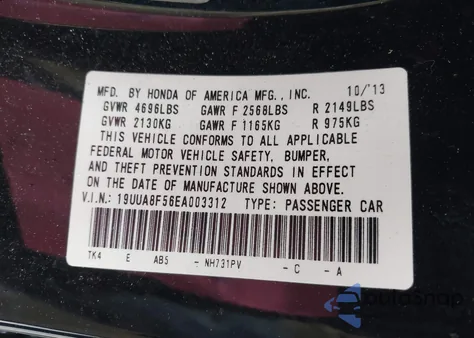 MFD. BY HONDA OF AMERICA MFG., INC. 10/'13
GVWR 4696LBS GAWR F 2568LBS R 2149LBS
GVWR 2130KG GAWR F 1165KG R 975KG
THIS VEHICLE CONFORMS TO ALL APPLICABLE
FEDERAL MOTOR VEHICLE SAFETY, BUMPER,
AND THEFT PREVENTION STANDARDS IN EFFECT
ON THE DATE OF MANUFACTURE SHOWN ABOVE.
V.I.N.: 19UUA8F56EA003312 TYPE: PASSENGER CAR
TK4 E AB5 - NH731PV - C - A
AutoSnap